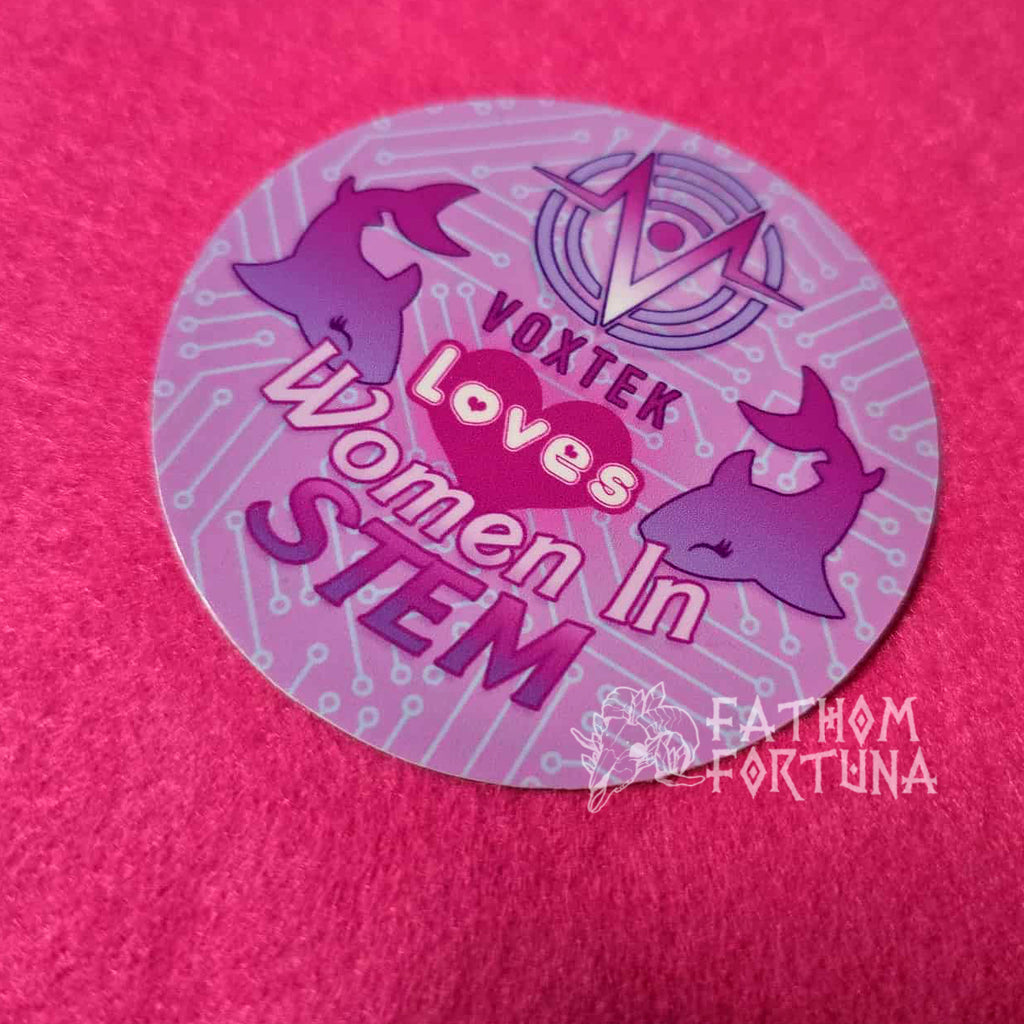 VOXTEK
Loves
Women In
STEM
FATHOM
FORTUNA